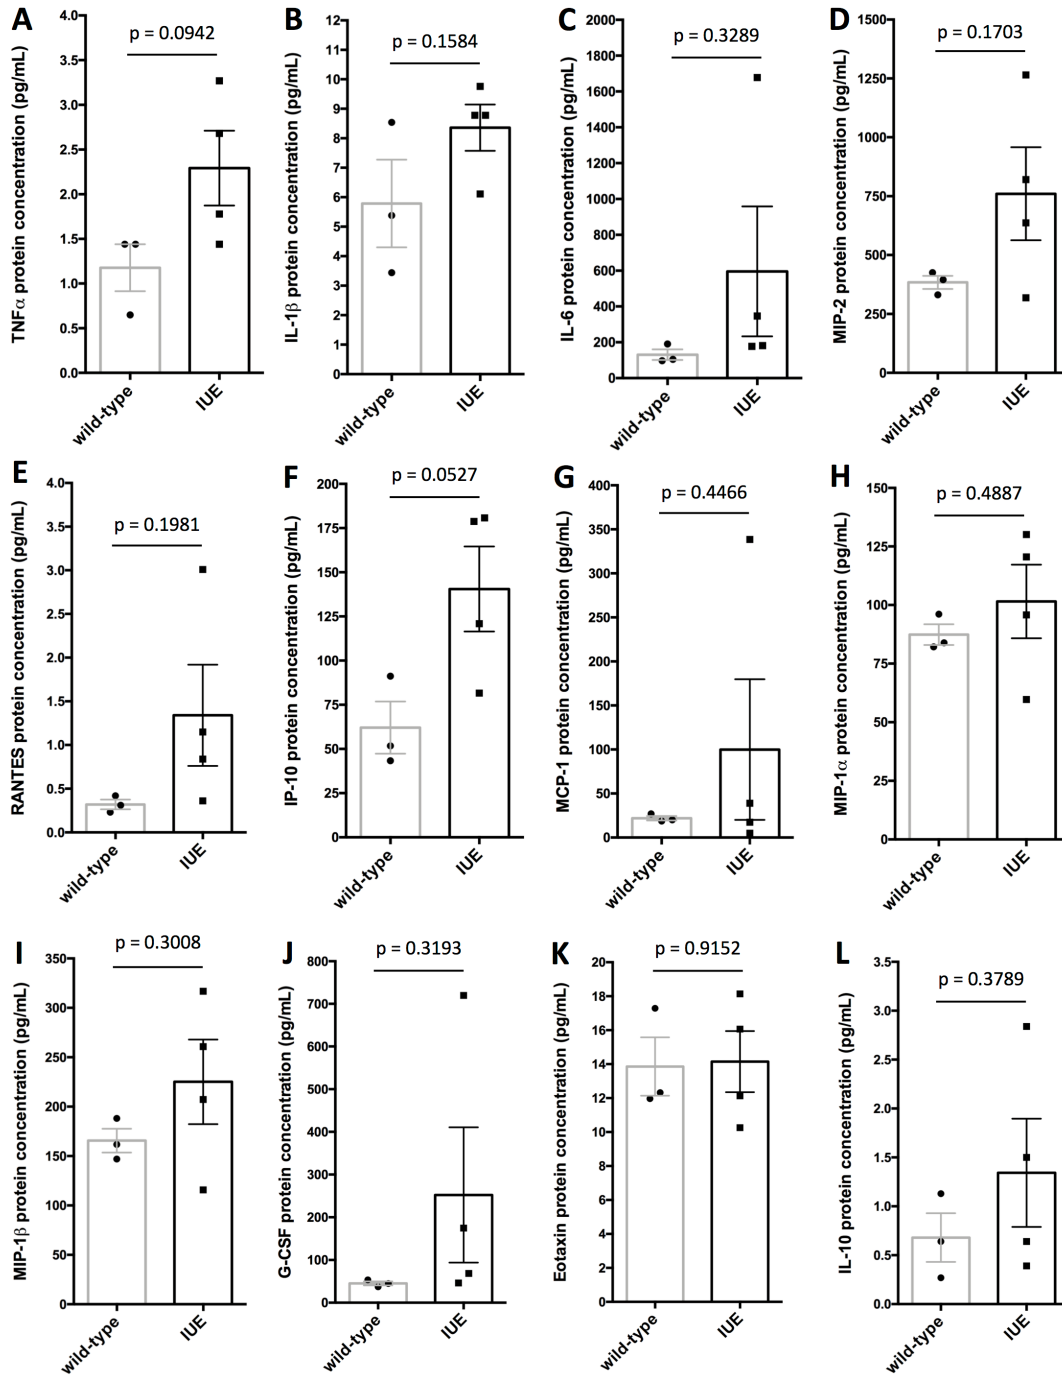 A
TNFα protein concentration (pg/mL)
4.0
3.5
3.0
2.5
2.0
1.5
1.0
0.5
0.0
p = 0.0942
wild-type
IUE
B
IL-1β protein concentration (pg/mL)
12
11
10
9
8
7
6
5
4
3
2
1
0
p = 0.1584
wild-type
IUE
C
IL-6 protein concentration (pg/mL)
2000
1800
1600
1400
1200
1000
800
600
400
200
0
p = 0.3289
wild-type
IUE
D
MIP-2 protein concentration (pg/mL)
1500
1250
1000
750
500
250
0
p = 0.1703
wild-type
IUE
E
RANTES protein concentration (pg/mL)
4.0
3.5
3.0
2.5
2.0
1.5
1.0
0.5
0.0
p = 0.1981
wild-type
IUE
F
IP-10 protein concentration (pg/mL)
200
175
150
125
100
75
50
25
0
p = 0.0527
wild-type
IUE
G
MCP-1 protein concentration (pg/mL)
400
350
300
250
200
150
100
50
0
p = 0.4466
wild-type
IUE
H
MIP-1α protein concentration (pg/mL)
150
125
100
75
50
25
0
p = 0.4887
wild-type
IUE
I
MIP-1β protein concentration (pg/mL)
350
300
250
200
150
100
50
0
p = 0.3008
wild-type
IUE
J
G-CSF protein concentration (pg/mL)
800
700
600
500
400
300
200
100
0
p = 0.3193
wild-type
IUE
K
Eotaxin protein concentration (pg/mL)
20
18
16
14
12
10
8
6
4
2
0
p = 0.9152
wild-type
IUE
L
IL-10 protein concentration (pg/mL)
3.5
3.0
2.5
2.0
1.5
1.0
0.5
0.0
p = 0.3789
wild-type
IUE